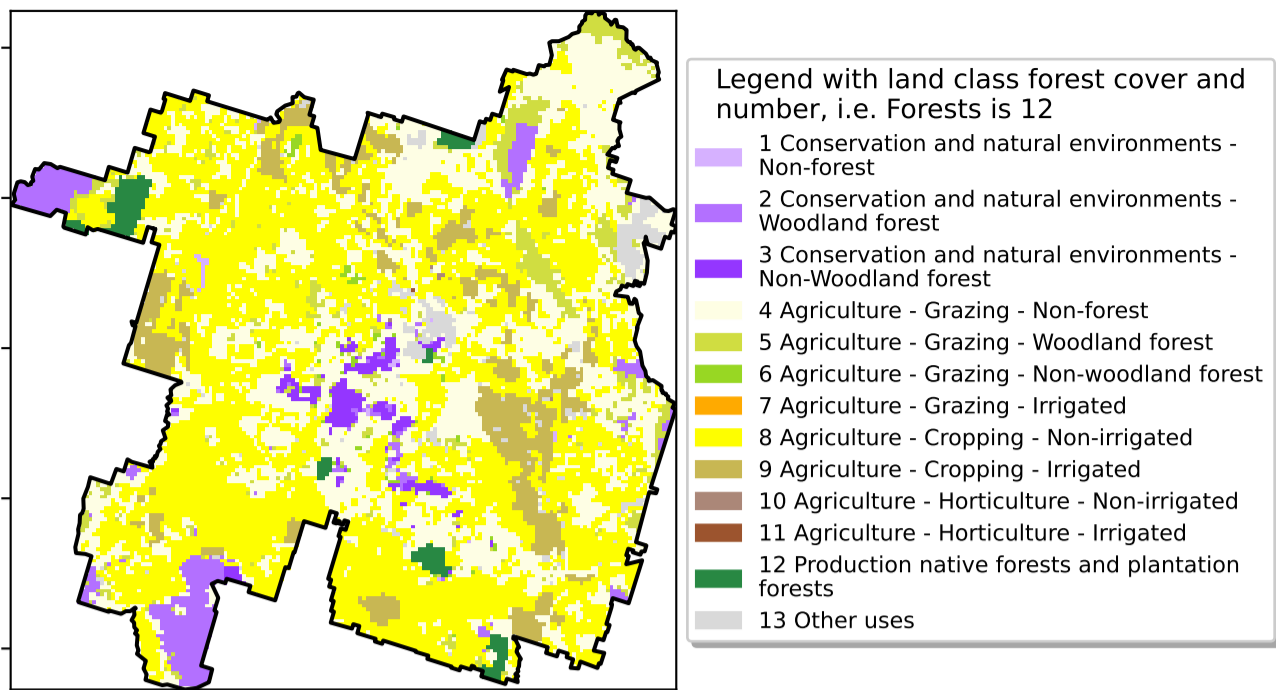 Legend with land class forest cover and
number, i.e. Forests is 12
1 Conservation and natural environments -
Non-forest
2 Conservation and natural environments -
Woodland forest
3 Conservation and natural environments -
Non-Woodland forest
4 Agriculture - Grazing - Non-forest
5 Agriculture - Grazing - Woodland forest
6 Agriculture - Grazing - Non-woodland forest
7 Agriculture - Grazing - Irrigated
8 Agriculture - Cropping - Non-irrigated
9 Agriculture - Cropping - Irrigated
10 Agriculture - Horticulture - Non-irrigated
11 Agriculture - Horticulture - Irrigated
12 Production native forests and plantation
forests
13 Other uses